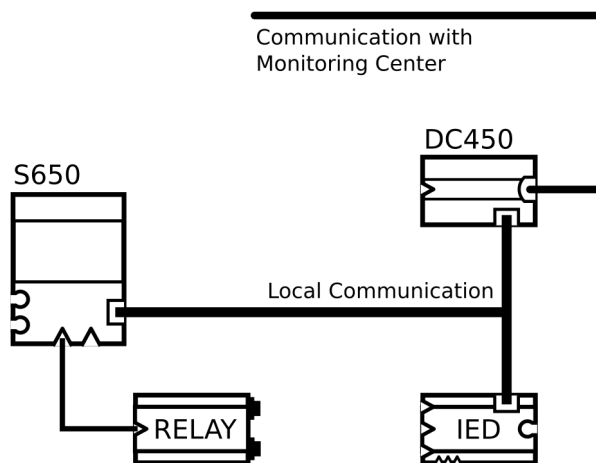 Communication with
Monitoring Center
DC450
S650
Local Communication
RELAY
IED